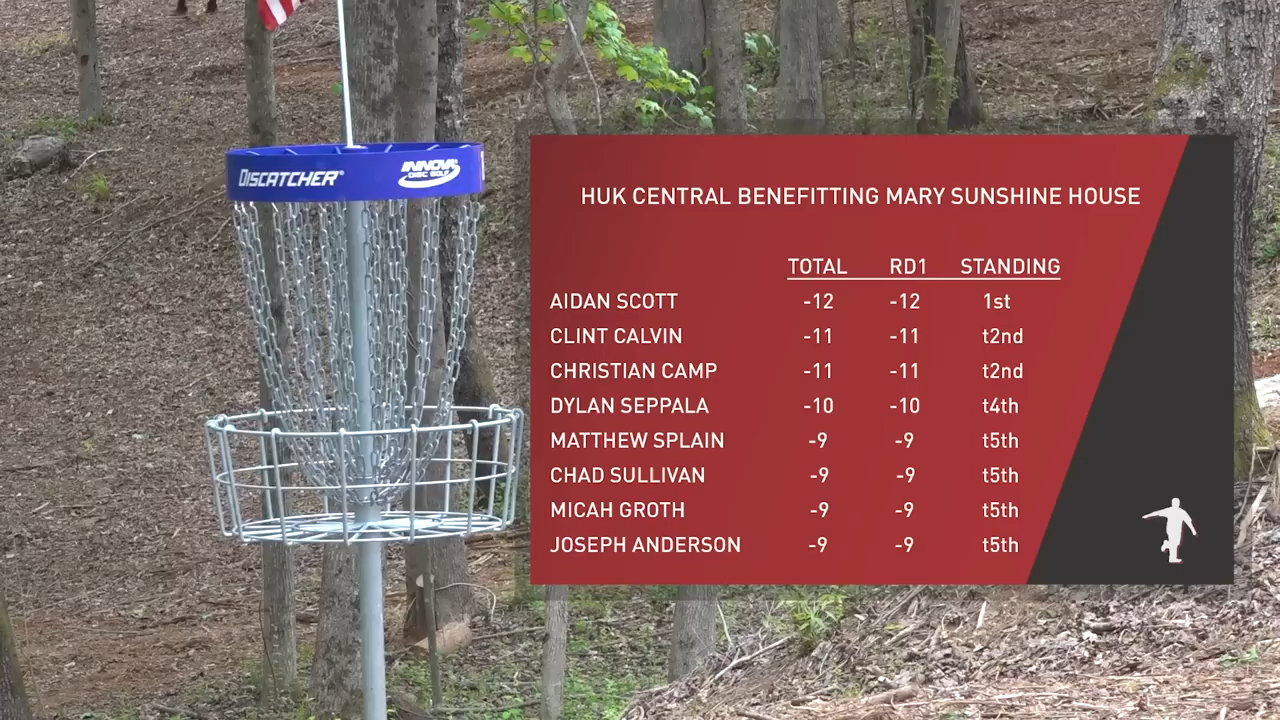 DISCATCHER®
INNOVA
DISC GOLF
HUK CENTRAL BENEFITTING MARY SUNSHINE HOUSE
TOTAL RD1 STANDING
AIDAN SCOTT -12 -12 1st
CLINT CALVIN -11 -11 t2nd
CHRISTIAN CAMP -11 -11 t2nd
DYLAN SEPPALA -10 -10 t4th
MATTHEW SPLAIN -9 -9 t5th
CHAD SULLIVAN -9 -9 t5th
MICAH GROTH -9 -9 t5th
JOSEPH ANDERSON -9 -9 t5th